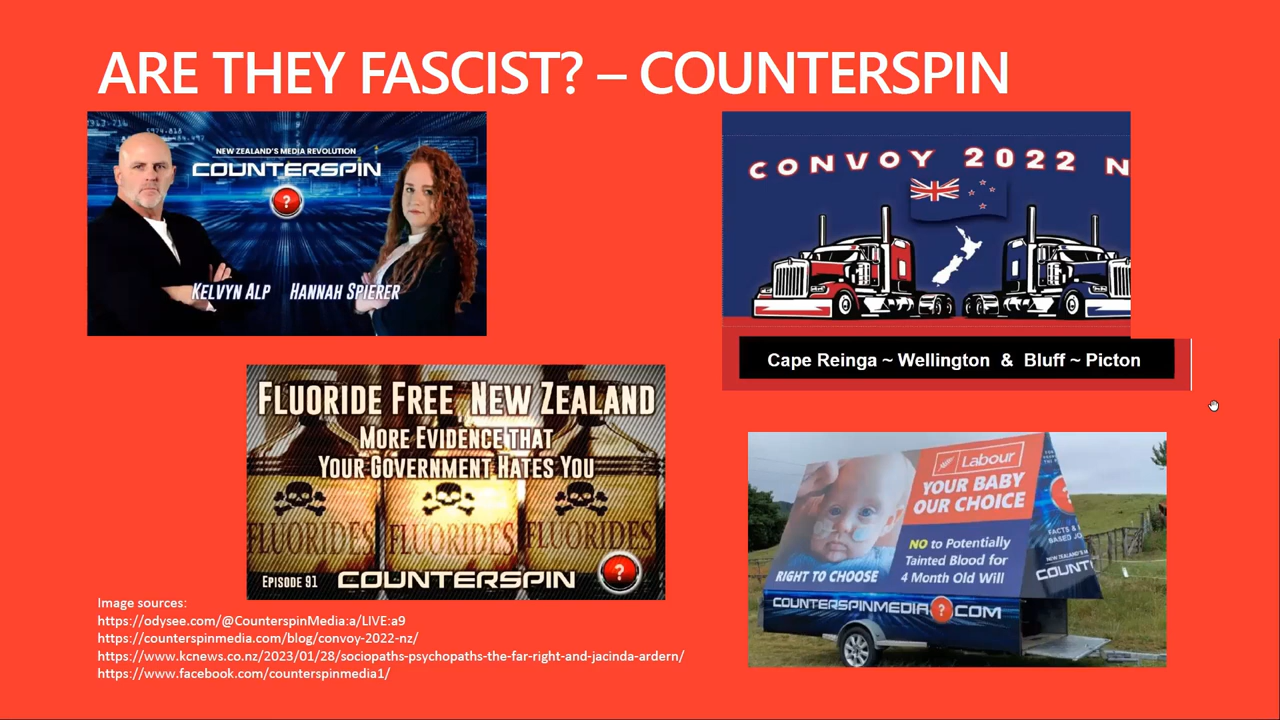 ARE THEY FASCIST? – COUNTERSPIN
NEW ZEALAND'S MEDIA REVOLUTION
COUNTERSPIN
?
KELVYN ALP HANNAH SPIERER
CONVOY 2022 N
Cape Reinga ~ Wellington & Bluff ~ Picton
FLUORIDE FREE NEW ZEALAND
MORE EVIDENCE THAT
YOUR GOVERNMENT HATES YOU
FLUORIDES FLUORIDES FLUORIDES
EPISODE 91 COUNTERSPIN ?
Labour
YOUR BABY
OUR CHOICE
NO to Potentially
Tainted Blood for
4 Month Old Will
RIGHT TO CHOOSE
FACTS &
BASED JO
COUNT
COUNTERSPINMEDIA?COM
Image sources:
https://odysee.com/@CounterspinMedia:a/LIVE:a9
https://counterspinmedia.com/blog/convoy-2022-nz/
https://www.kcnews.co.nz/2023/01/28/sociopaths-psychopaths-the-far-right-and-jacinda-ardern/
https://www.facebook.com/counterspinmedia1/